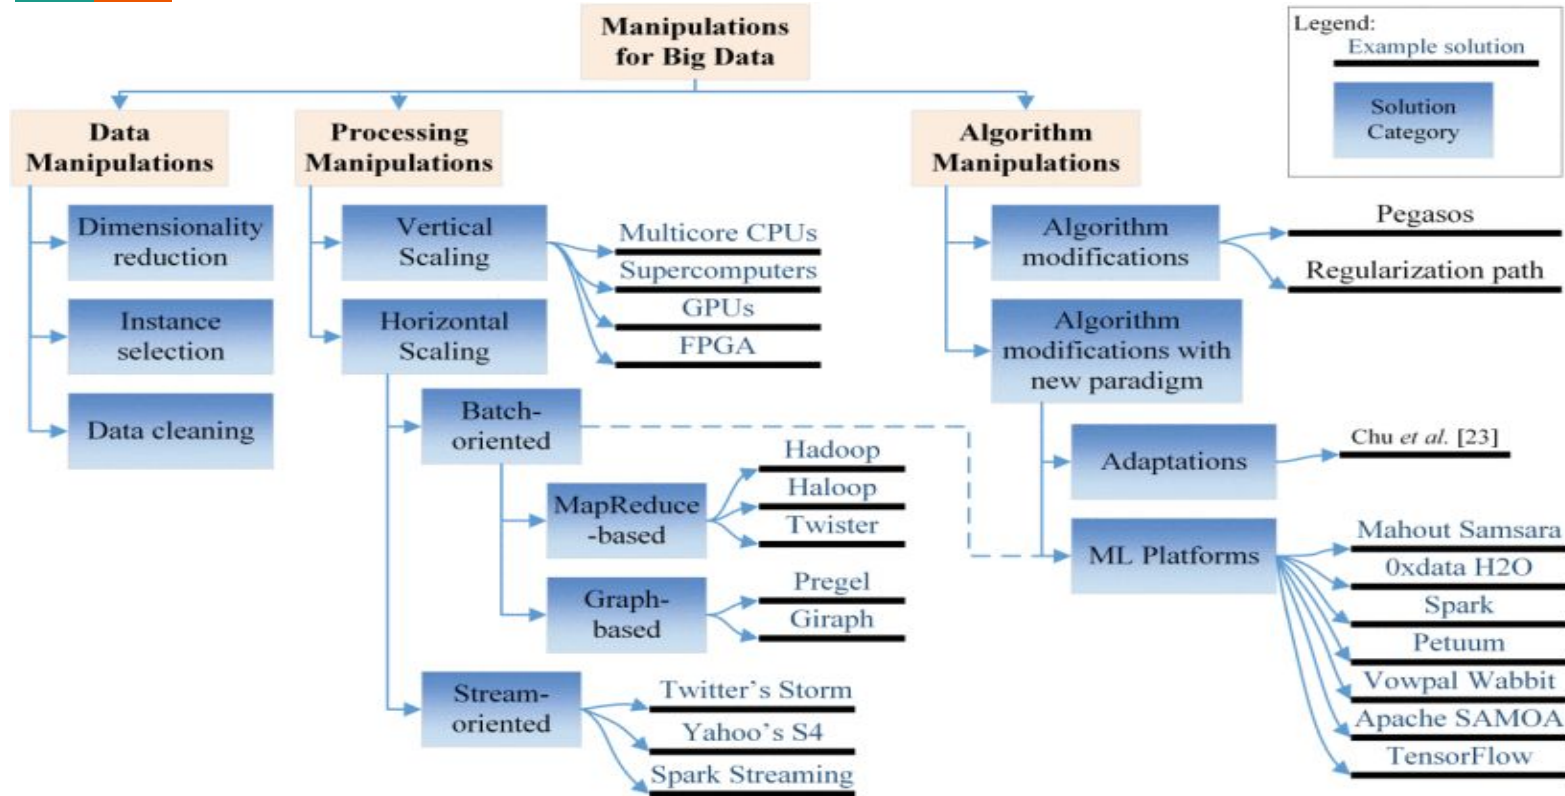 Manipulations
for Big Data
Legend:
Example solution
Solution
Category
Data
Manipulations
Processing
Manipulations
Algorithm
Manipulations
Dimensionality
reduction
Instance
selection
Data cleaning
Vertical
Scaling
Multicore CPUs
Supercomputers
GPUs
FPGA
Horizontal
Scaling
Batch-
oriented
MapReduce
-based
Hadoop
Haloop
Twister
Graph-
based
Pregel
Giraph
Stream-
oriented
Twitter's Storm
Yahoo's S4
Spark Streaming
Algorithm
modifications
Pegasos
Regularization path
Algorithm
modifications with
new paradigm
Adaptations
Chu et al. [23]
ML Platforms
Mahout Samsara
0xdata H2O
Spark
Petuum
Vowpal Wabbit
Apache SAMOA
TensorFlow